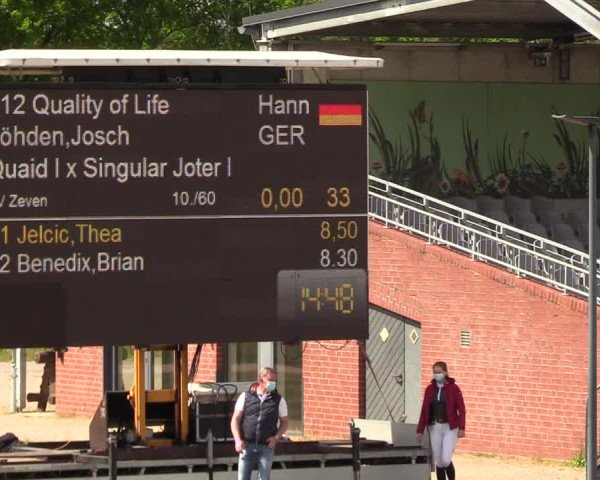 12 Quality of Life Hann
öhden,Josch GER
Quaid I x Singular Joter I
/ Zeven 10./60 0,00 33
1 Jelcic,Thea 8,50
2 Benedix,Brian 8.30
14:48